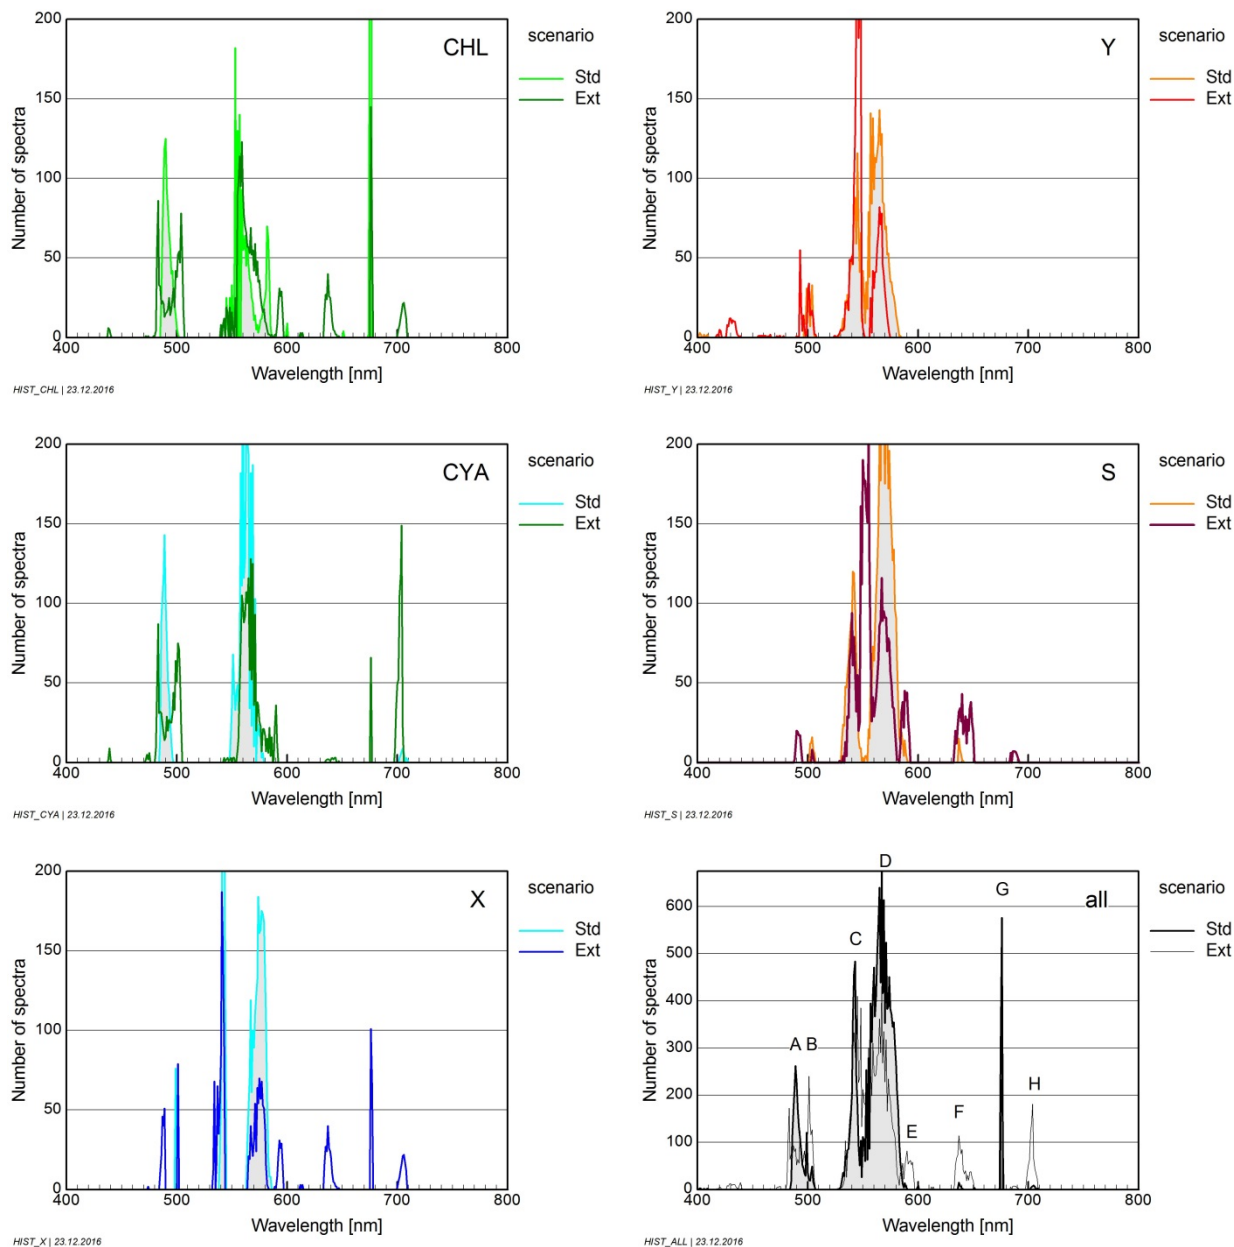 CHL
scenario
Std
Ext
Number of spectra
200
150
100
50
0
400 500 600 700 800
Wavelength [nm]
HIST_CHL | 23.12.2016
Y
scenario
Std
Ext
Number of spectra
200
150
100
50
0
400 500 600 700 800
Wavelength [nm]
HIST_Y | 23.12.2016
CYA
scenario
Std
Ext
Number of spectra
200
150
100
50
0
400 500 600 700 800
Wavelength [nm]
HIST_CYA | 23.12.2016
S
scenario
Std
Ext
Number of spectra
200
150
100
50
0
400 500 600 700 800
Wavelength [nm]
HIST_S | 23.12.2016
X
scenario
Std
Ext
Number of spectra
200
150
100
50
0
400 500 600 700 800
Wavelength [nm]
HIST_X | 23.12.2016
all
scenario
Std
Ext
A B C D E F G H
Number of spectra
600
500
400
300
200
100
0
400 500 600 700 800
Wavelength [nm]
HIST_ALL | 23.12.2016